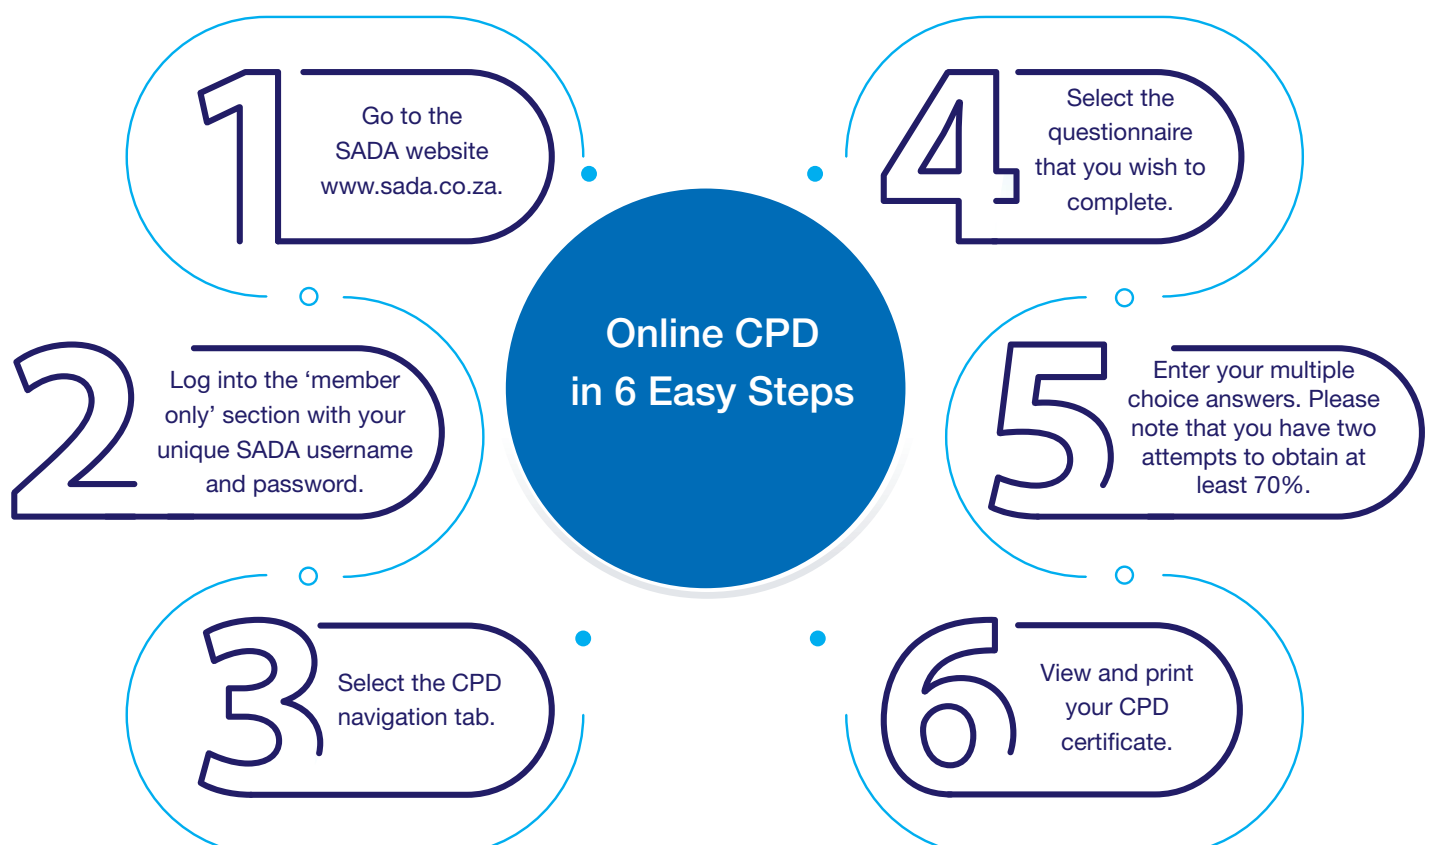 Online CPD
in 6 Easy Steps
1
Go to the
SADA website
www.sada.co.za.
2
Log into the ‘member
only’ section with your
unique SADA username
and password.
3
Select the CPD
navigation tab.
4
Select the
questionnaire
that you wish to
complete.
5
Enter your multiple
choice answers. Please
note that you have two
attempts to obtain at
least 70%.
6
View and print
your CPD
certificate.